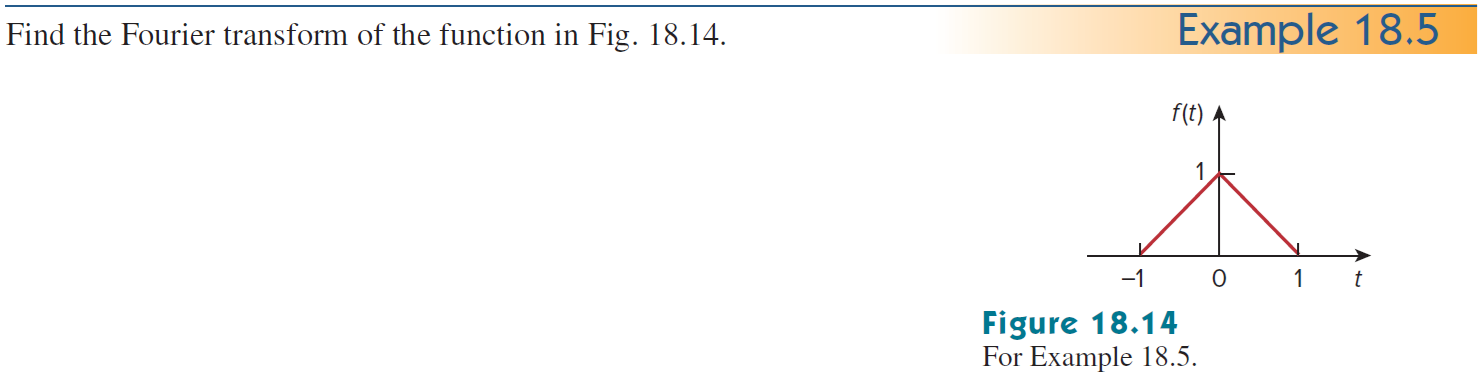 Find the Fourier transform of the function in Fig. 18.14.
Example 18.5
f(t)
1
–1 0 1 t
Figure 18.14
For Example 18.5.